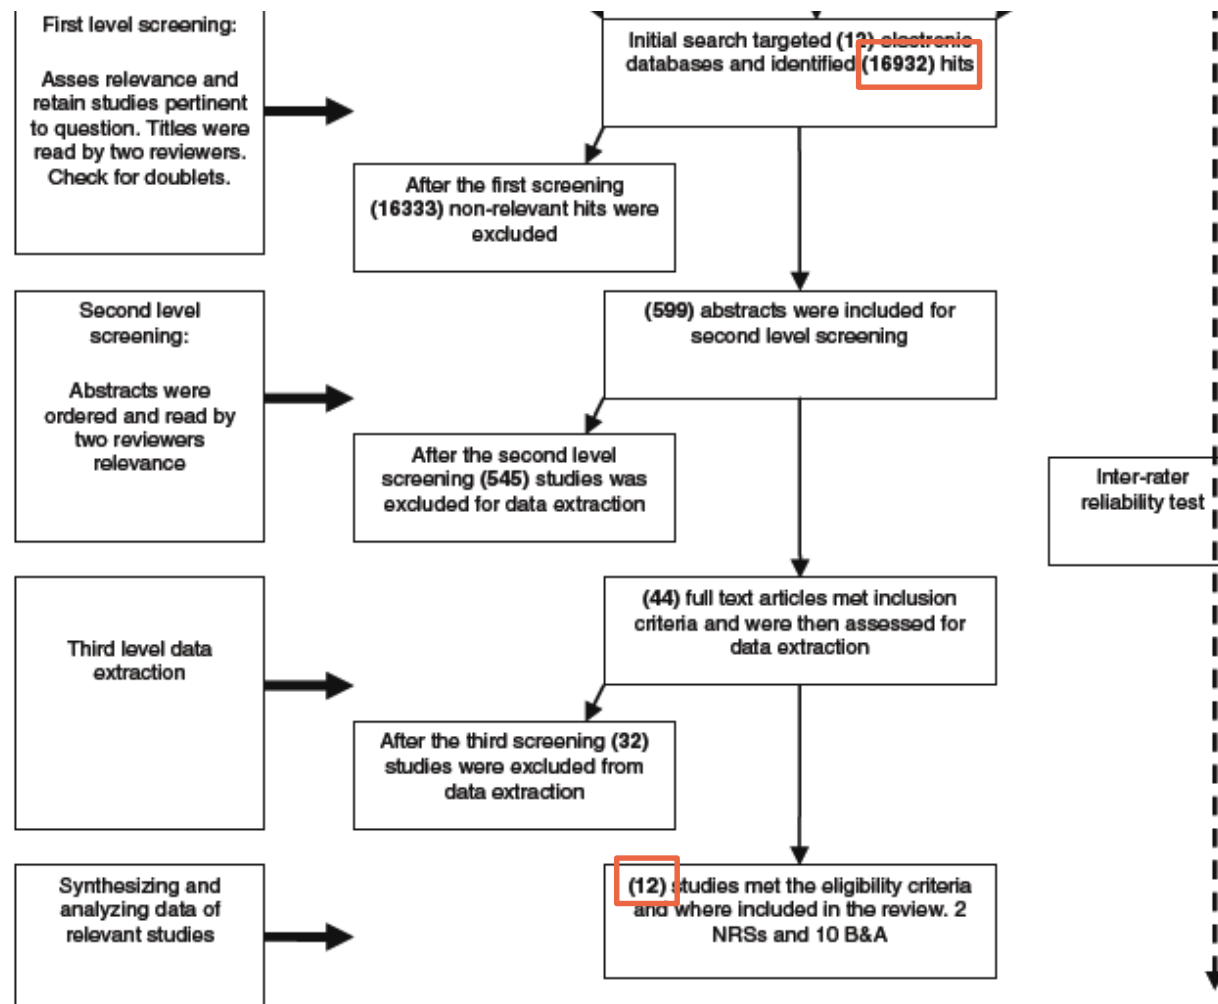 First level screening:
Asses relevance and
retain studies pertinent
to question. Titles were
read by two reviewers.
Check for doublets.
Initial search targeted (12) electronic
databases and identified (16932) hits
After the first screening
(16333) non-relevant hits were
excluded
Second level
screening:
Abstracts were
ordered and read by
two reviewers
relevance
(599) abstracts were included for
second level screening
After the second level
screening (545) studies was
excluded for data extraction
Inter-rater
reliability test
Third level data
extraction
(44) full text articles met inclusion
criteria and were then assessed for
data extraction
After the third screening (32)
studies were excluded from
data extraction
Synthesizing and
analyzing data of
relevant studies
(12) studies met the eligibility criteria
and where included in the review. 2
NRSs and 10 B&A